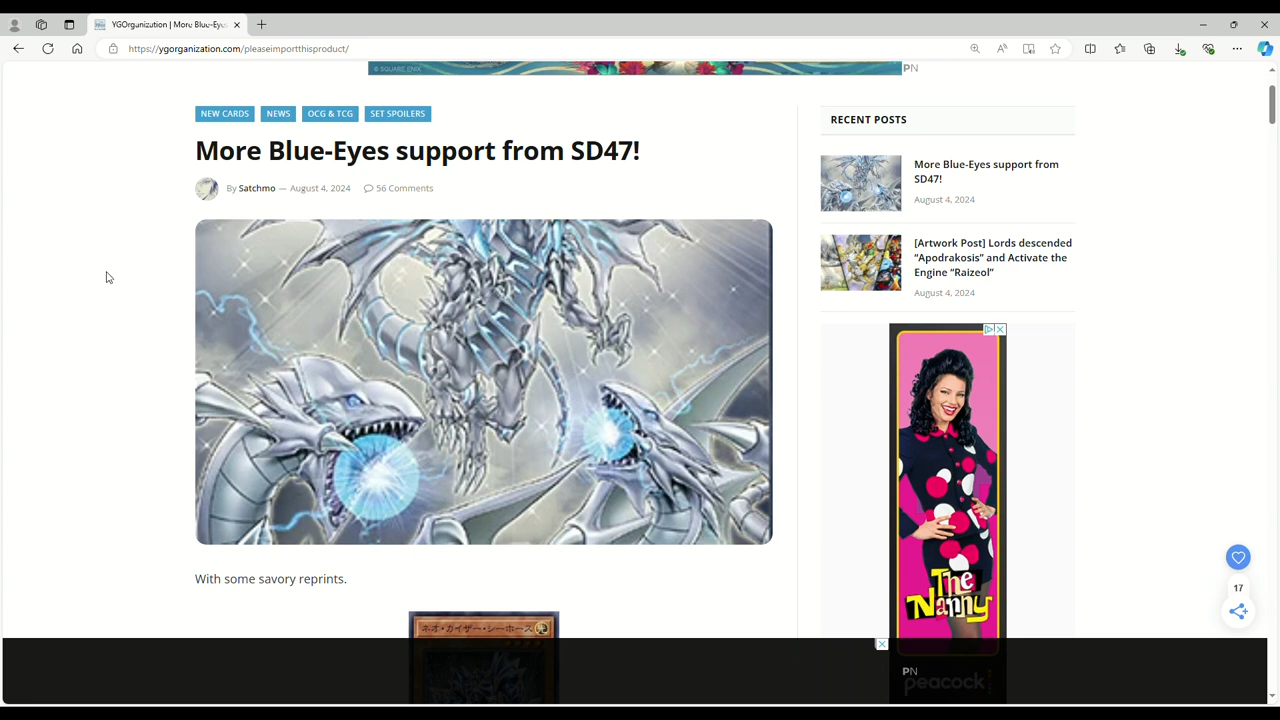 YGOrganization | More Blue-Eyes
https://ygorganization.com/pleaseimportthisproduct/
© SQUARE ENIX
PN
NEW CARDS
NEWS
OCG & TCG
SET SPOILERS
More Blue-Eyes support from SD47!
By Satchmo — August 4, 2024 56 Comments
With some savory reprints.
ネオ・カイザー・シーホース
RECENT POSTS
More Blue-Eyes support from
SD47!
August 4, 2024
[Artwork Post] Lords descended
“Apodrakosis” and Activate the
Engine “Raizeol”
August 4, 2024
The
Nanny
PN
peacock
17